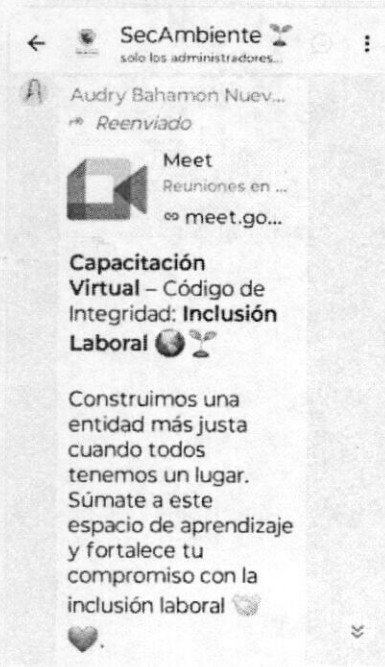 SecAmbiente
solo los administradores...
Audry Bahamon Nuev...
Reenviado
Meet
Reuniones en ...
meet.go...
Capacitación
Virtual – Código de
Integridad: Inclusión
Laboral
Construimos una
entidad más justa
cuando todos
tenemos un lugar.
Súmate a este
espacio de aprendizaje
y fortalece tu
compromiso con la
inclusión laboral
.